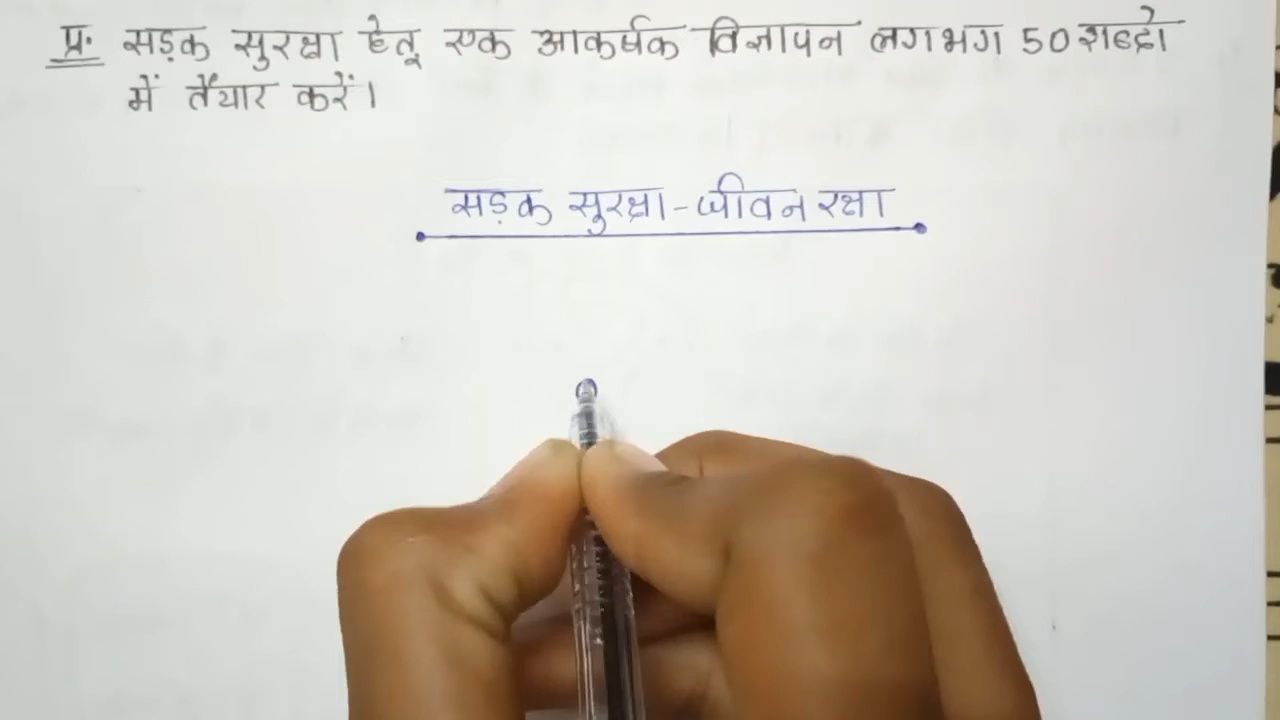 प्र. सड़क सुरक्षा हेतू एक आकर्षक विज्ञापन लगभग 50 शब्दो
में तैयार करें।
सड़क सुरक्षा - जीवन रक्षा